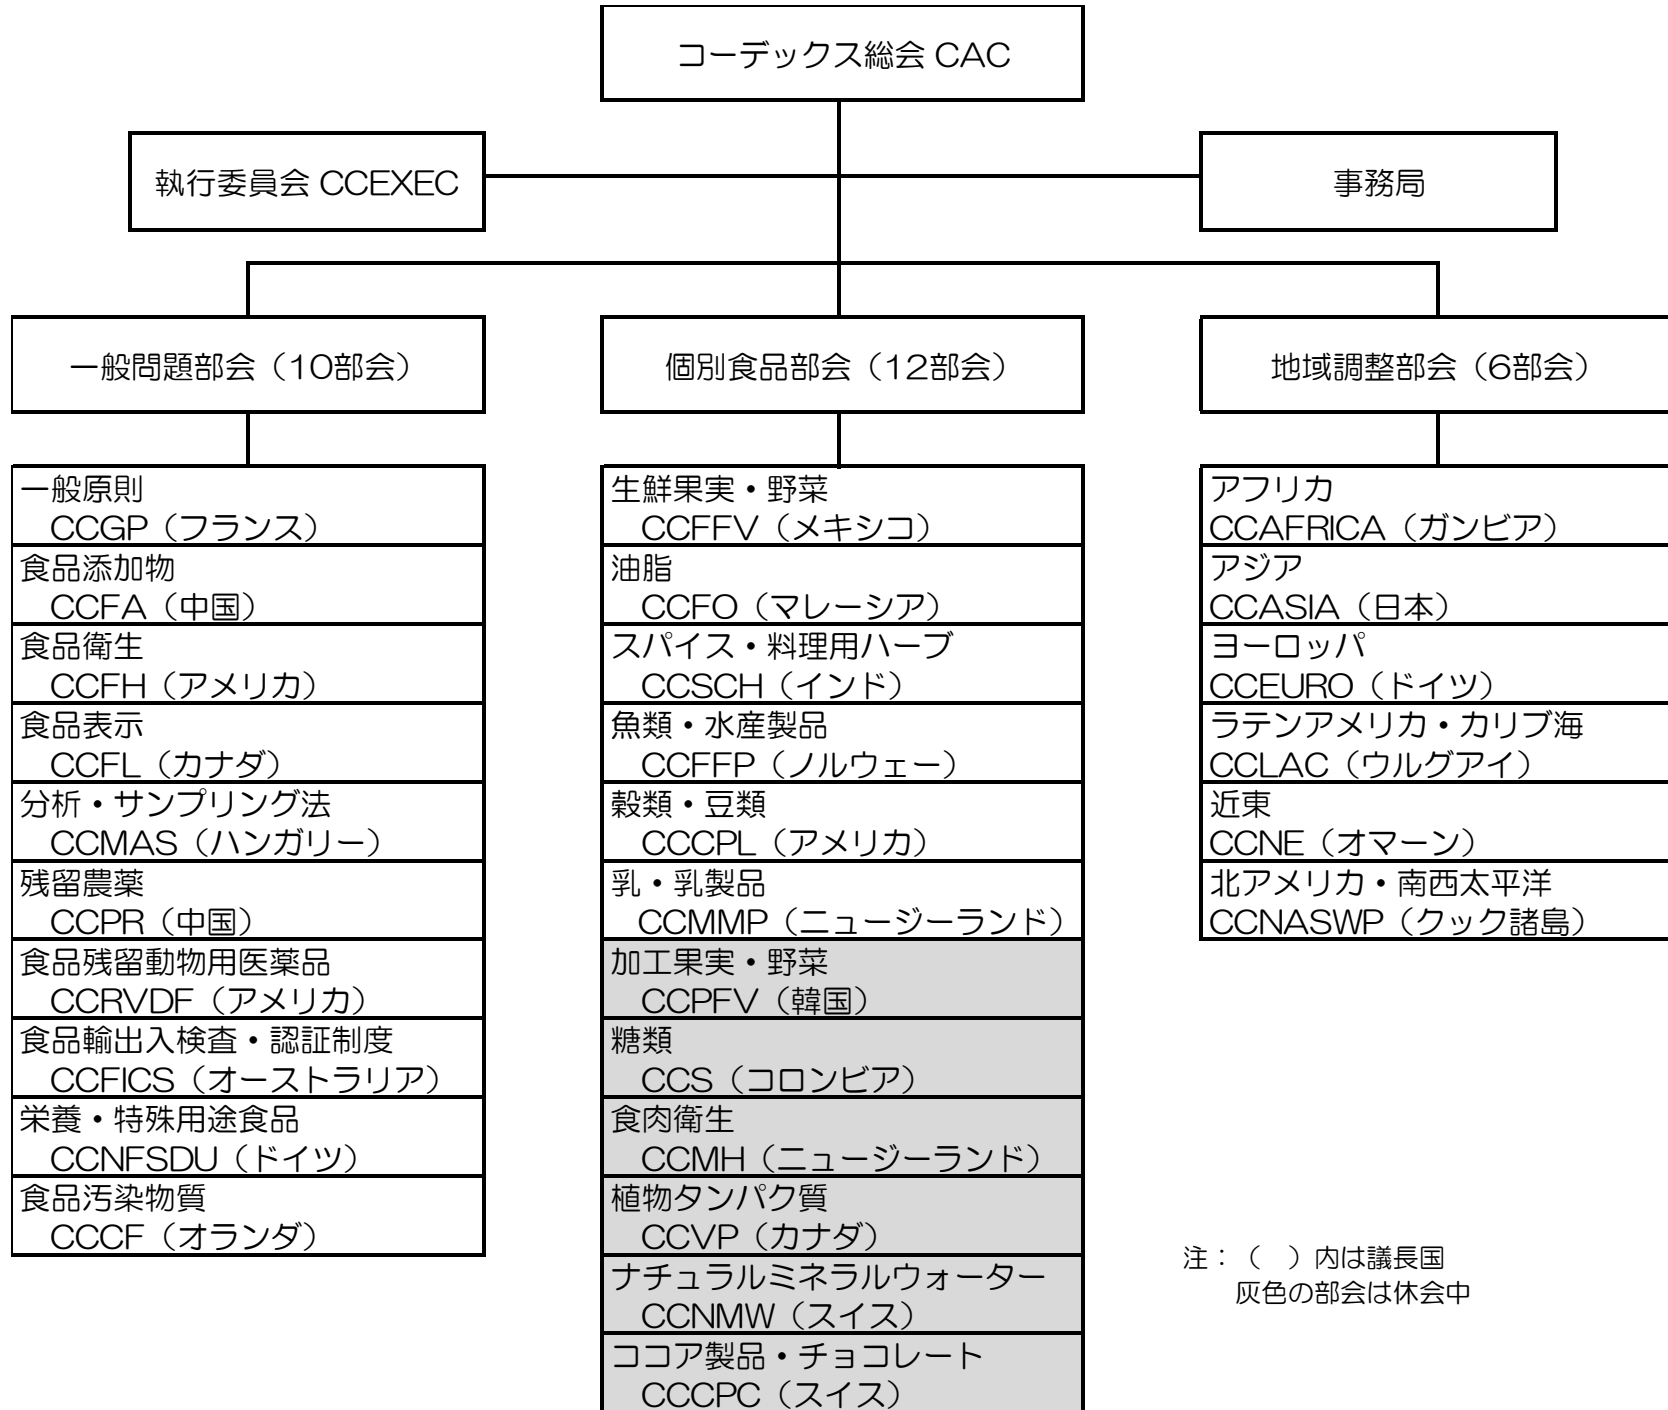 コーデックス総会 CAC
執行委員会 CCEXEC
事務局
一般問題部会（10部会）
個別食品部会（12部会）
地域調整部会（6部会）
一般原則
CCGP（フランス）
食品添加物
CCFA（中国）
食品衛生
CCFH（アメリカ）
食品表示
CCFL（カナダ）
分析・サンプリング法
CCMAS（ハンガリー）
残留農薬
CCPR（中国）
食品残留動物用医薬品
CCRVDF（アメリカ）
食品輸出入検査・認証制度
CCFICS（オーストラリア）
栄養・特殊用途食品
CCNFSDU（ドイツ）
食品汚染物質
CCCF（オランダ）
生鮮果実・野菜
CCFFV（メキシコ）
油脂
CCFO（マレーシア）
スパイス・料理用ハーブ
CCSCH（インド）
魚類・水産製品
CCFFP（ノルウェー）
穀類・豆類
CCCPL（アメリカ）
乳・乳製品
CCMMP（ニュージーランド）
加工果実・野菜
CCPFV（韓国）
糖類
CCS（コロンビア）
食肉衛生
CCMH（ニュージーランド）
植物タンパク質
CCVP（カナダ）
ナチュラルミネラルウォーター
CCNMW（スイス）
ココア製品・チョコレート
CCCPC（スイス）
アフリカ
CCAFRICA（ガンビア）
アジア
CCASIA（日本）
ヨーロッパ
CCEURO（ドイツ）
ラテンアメリカ・カリブ海
CCLAC（ウルグアイ）
近東
CCNE（オマーン）
北アメリカ・南西太平洋
CCNASWP（クック諸島）
注：（　）内は議長国
灰色の部会は休会中